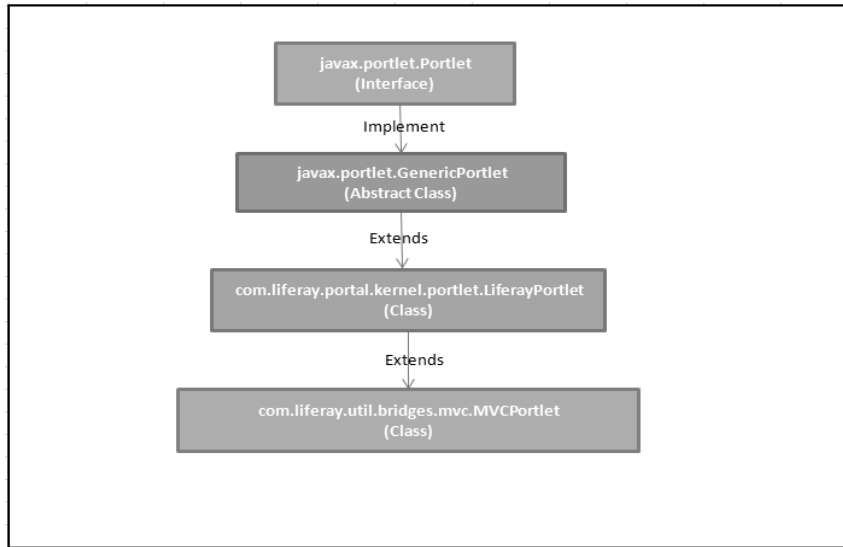 javax.portlet.Portlet
(Interface)
Implement
javax.portlet.GenericPortlet
(Abstract Class)
Extends
com.liferay.portal.kernel.portlet.LiferayPortlet
(Class)
Extends
com.liferay.util.bridges.mvc.MVCPortlet
(Class)